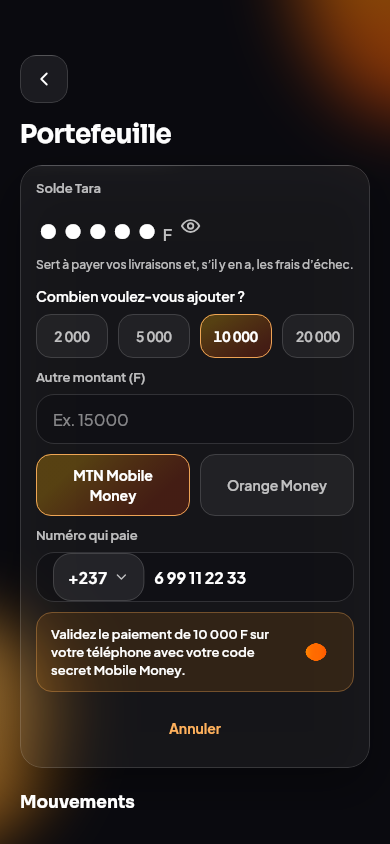 Portefeuille
Solde Tara
●●●●● F
Sert à payer vos livraisons et, s’il y en a, les frais d’échec.
Combien voulez-vous ajouter ?
2 000 5 000 10 000 20 000
Autre montant (F)
Ex. 15000
MTN Mobile
Money
Orange Money
Numéro qui paie
+237 6 99 11 22 33
Validez le paiement de 10 000 F sur
votre téléphone avec votre code
secret Mobile Money.
Annuler
Mouvements